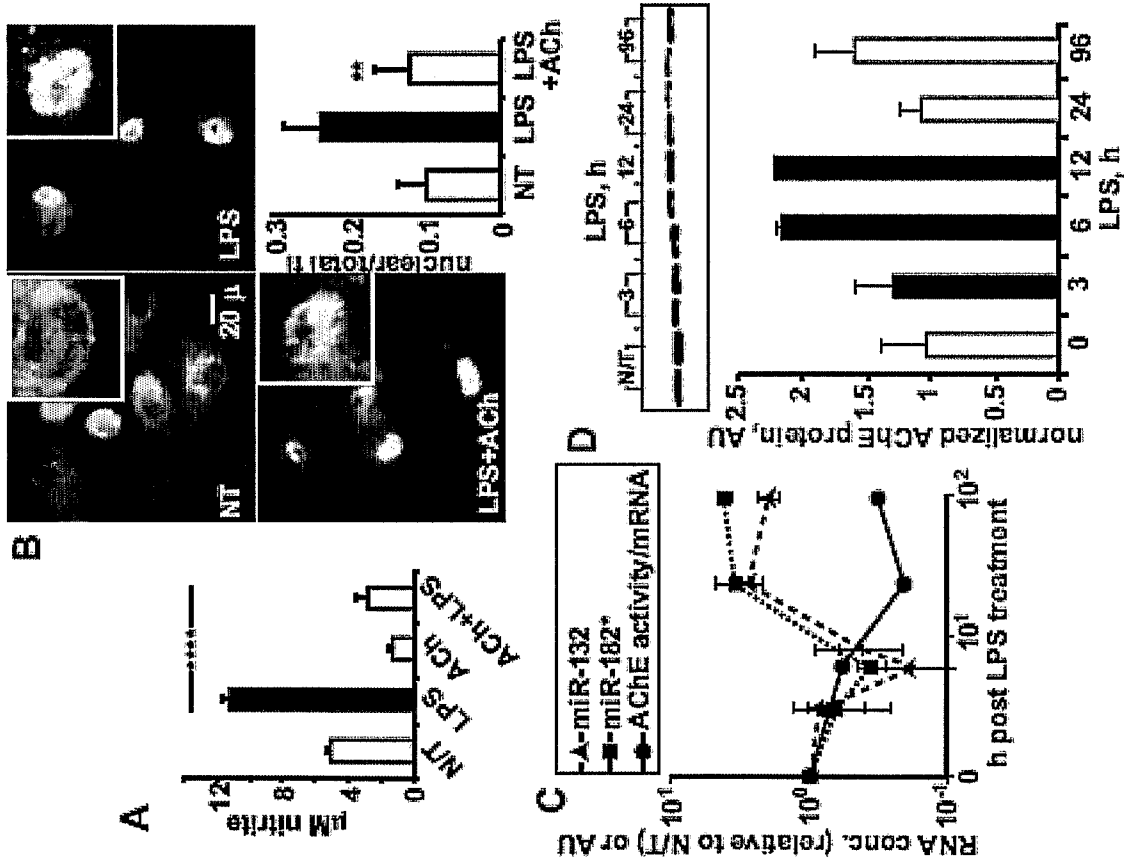 A
µM nitrite
12
8
4
0
N/T
LPS
ACh
ACh+LPS
****
B
NT
20 µ
LPS
LPS+ACh
nuclear/total fl
0.3
0.2
0.1
0
**
NT
LPS
LPS
+ACh
C
miR-132
miR-182*
AChE activity/mRNA
RNA conc. (relative to N/T) or AU
10¹
10⁰
10⁻¹
0
10¹
10²
h post LPS treatmont
D
LPS, h
N/T
3
6
12
24
96
normalized AChE protein, AU
2.5
2
1.5
1
0.5
0
0
3
6
12
24
96
LPS, h